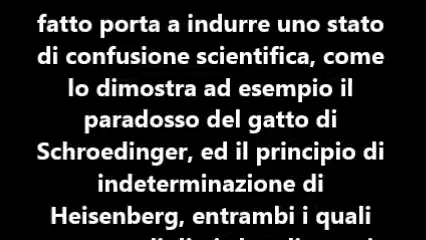 fatto porta a indurre uno stato
di confusione scientifica, come
lo dimostra ad esempio il
paradosso del gatto di
Schroedinger, ed il principio di
indeterminazione di
Heisenberg, entrambi i quali